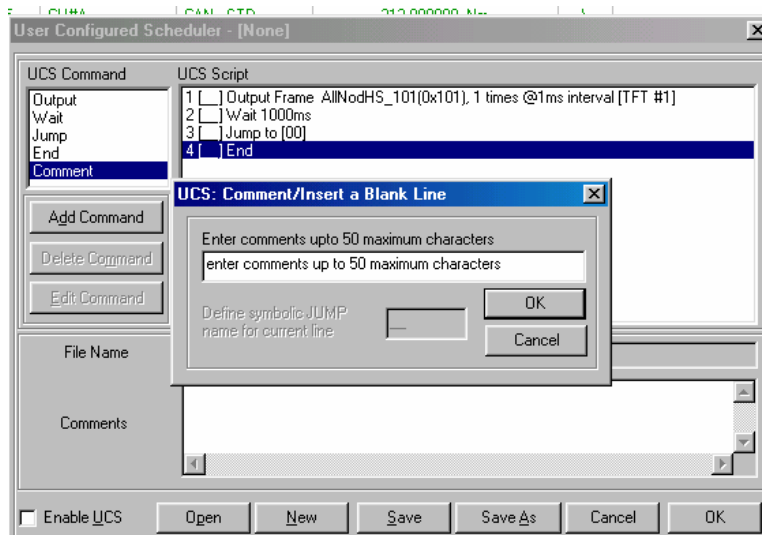 User Configured Scheduler - [None]
UCS Command
UCS Script
Output
Wait
Jump
End
Comment
1 [__] Output Frame AllNodHS_101(0x101), 1 times @1ms interval [TFT #1]
2 [__] Wait 1000ms
3 [__] Jump to [00]
4 [__] End
Add Command
Delete Command
Edit Command
UCS: Comment/Insert a Blank Line
Enter comments upto 50 maximum characters
enter comments up to 50 maximum characters
Define symbolic JUMP
name for current line
__
OK
Cancel
File Name
Comments
Enable UCS
Open
New
Save
Save As
Cancel
OK